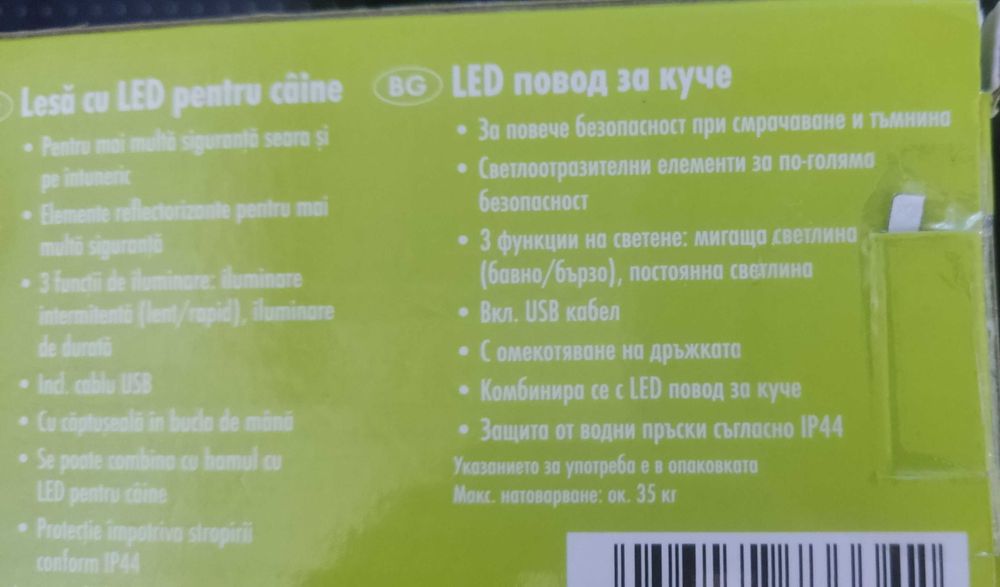 Lesă cu LED pentru câine
• Pentru mai multă siguranță seara și
pe întuneric
• Elemente reflectorizante pentru mai
multă siguranță
• 3 funcții de iluminare: iluminare
intermitentă (lent/rapid), iluminare
de durată
• Incl. cablu USB
• Cu căptușeală în bucla de mână
• Se poate combina cu hamul cu
LED pentru câine
• Protecție împotriva stropirii
conform IP44
BG LED повод за куче
• За повече безопасност при смрачаване и тъмнина
• Светлоотразителни елементи за по-голяма
безопасност
• 3 функции на светене: мигаща светлина
(бавно/бързо), постоянна светлина
• Вкл. USB кабел
• С омекотяване на дръжката
• Комбинира се с LED повод за куче
• Защита от водни пръски съгласно IP44
Указанието за употреба е в опаковката
Макс. натоварване: ок. 35 кг